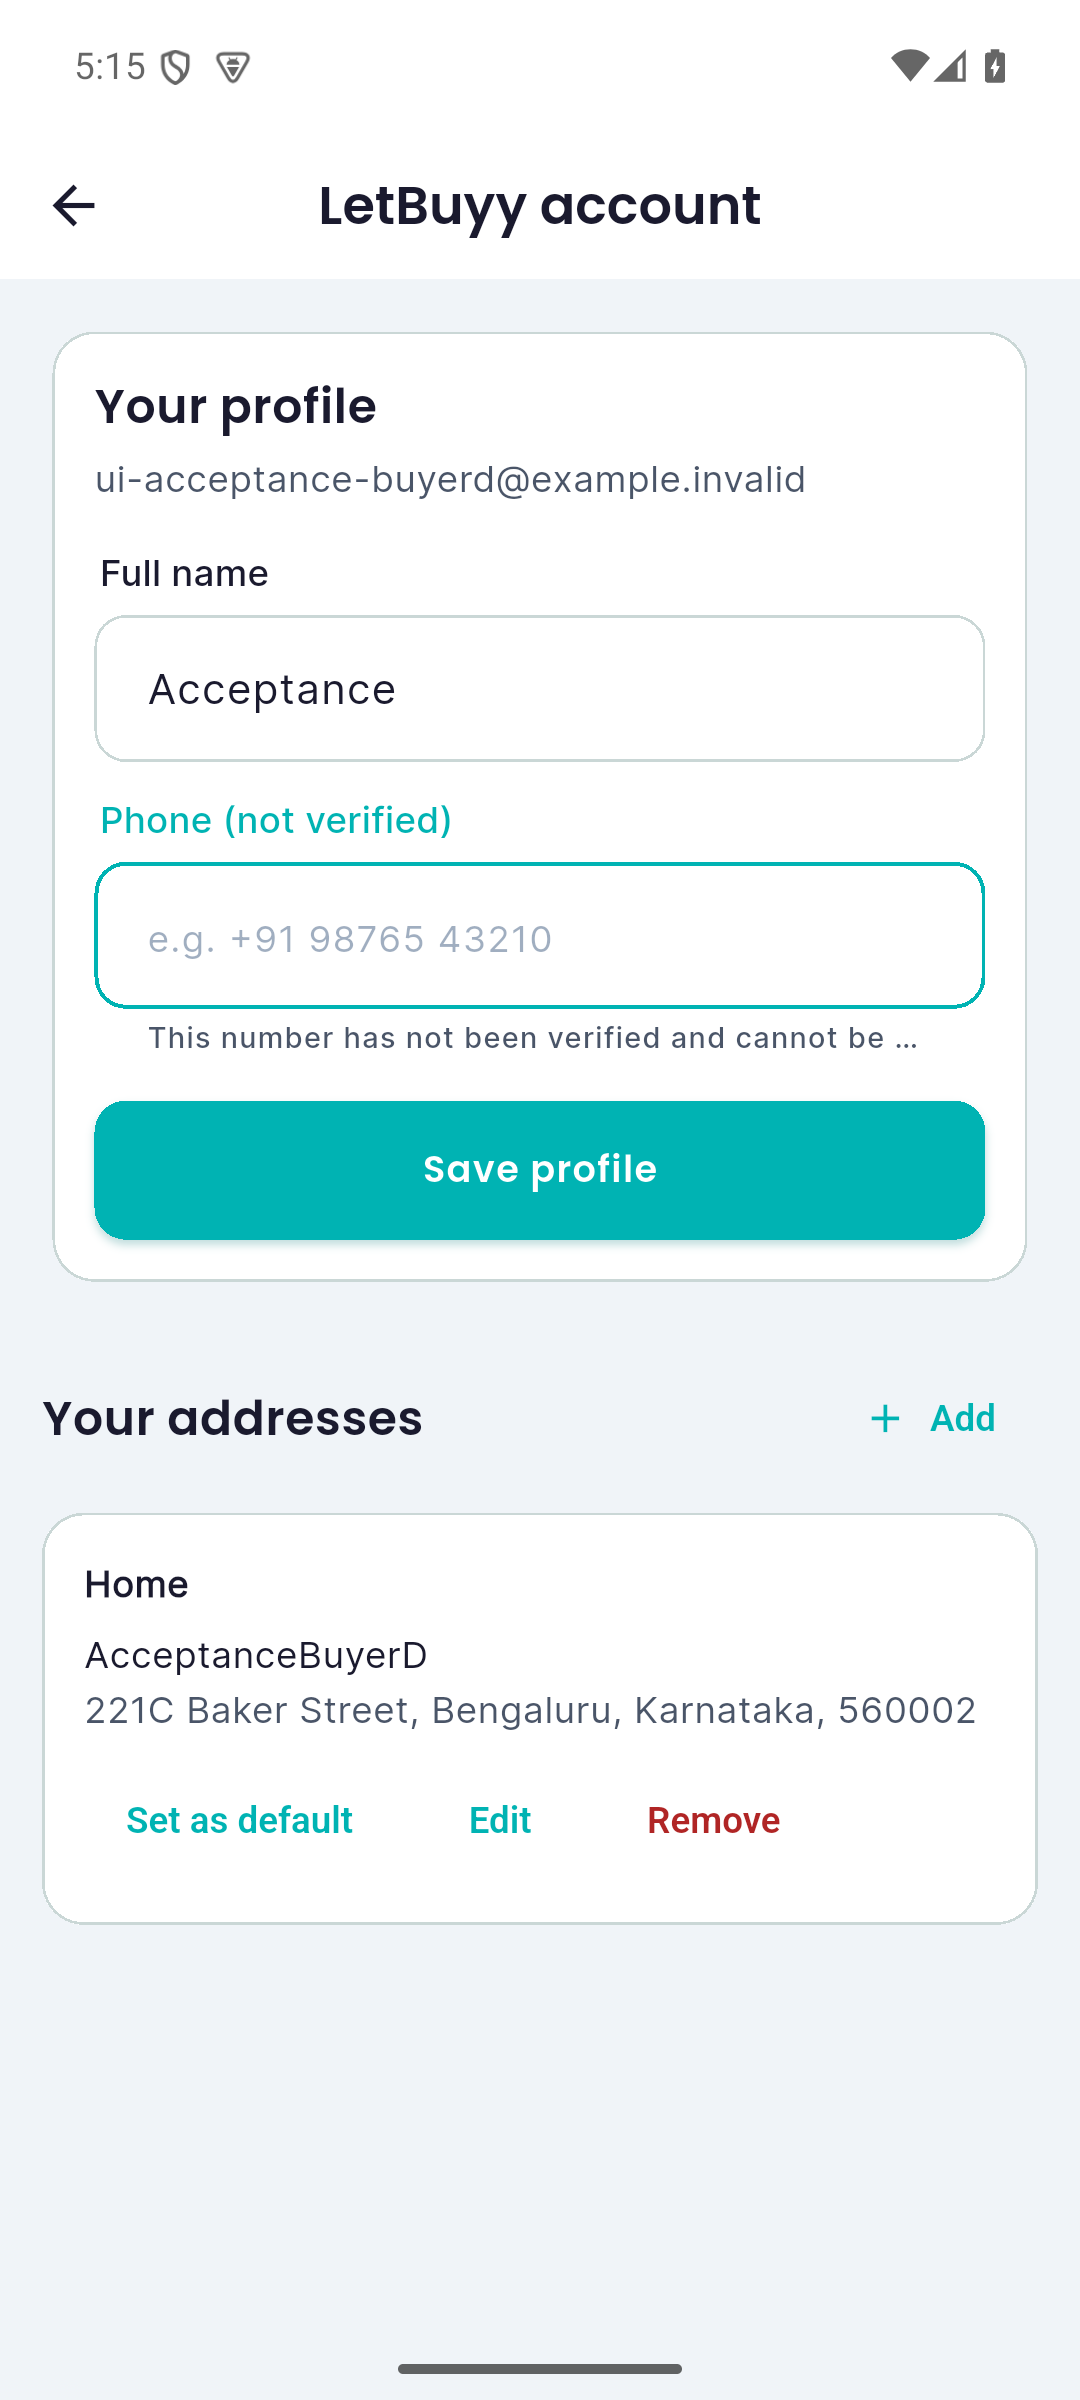 5:15
LetBuyy account
Your profile
ui-acceptance-buyerd@example.invalid
Full name
Acceptance
Phone (not verified)
e.g. +91 98765 43210
This number has not been verified and cannot be ...
Save profile
Your addresses
+ Add
Home
AcceptanceBuyerD
221C Baker Street, Bengaluru, Karnataka, 560002
Set as default Edit Remove